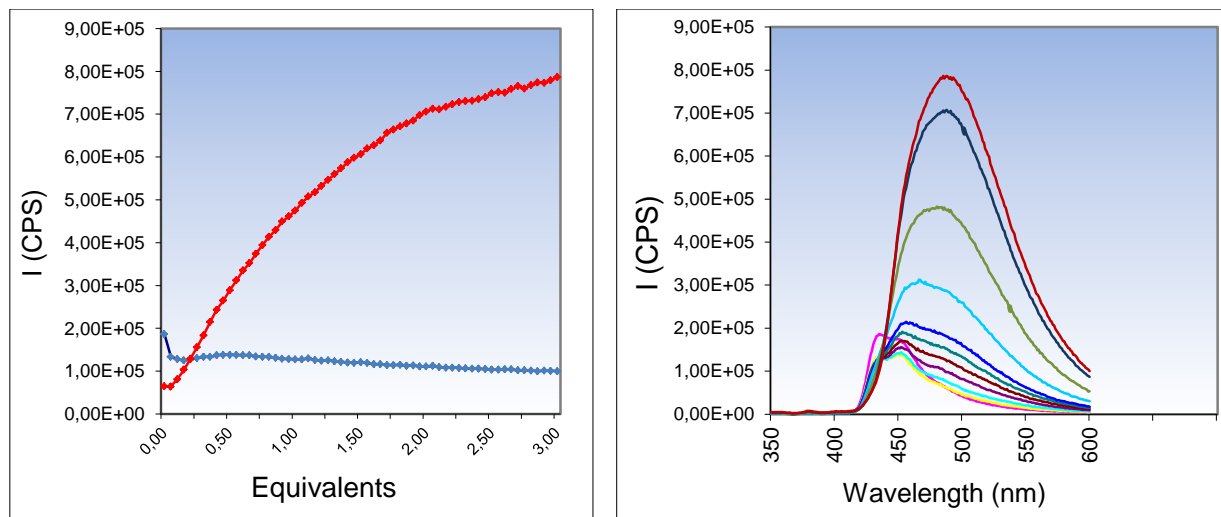 9,00E+05
8,00E+05
7,00E+05
6,00E+05
5,00E+05
4,00E+05
3,00E+05
2,00E+05
1,00E+05
0,00E+00
I (CPS)
0,00
0,50
1,00
1,50
2,00
2,50
3,00
Equivalents
9,00E+05
8,00E+05
7,00E+05
6,00E+05
5,00E+05
4,00E+05
3,00E+05
2,00E+05
1,00E+05
0,00E+00
I (CPS)
350
400
450
500
550
600
Wavelength (nm)